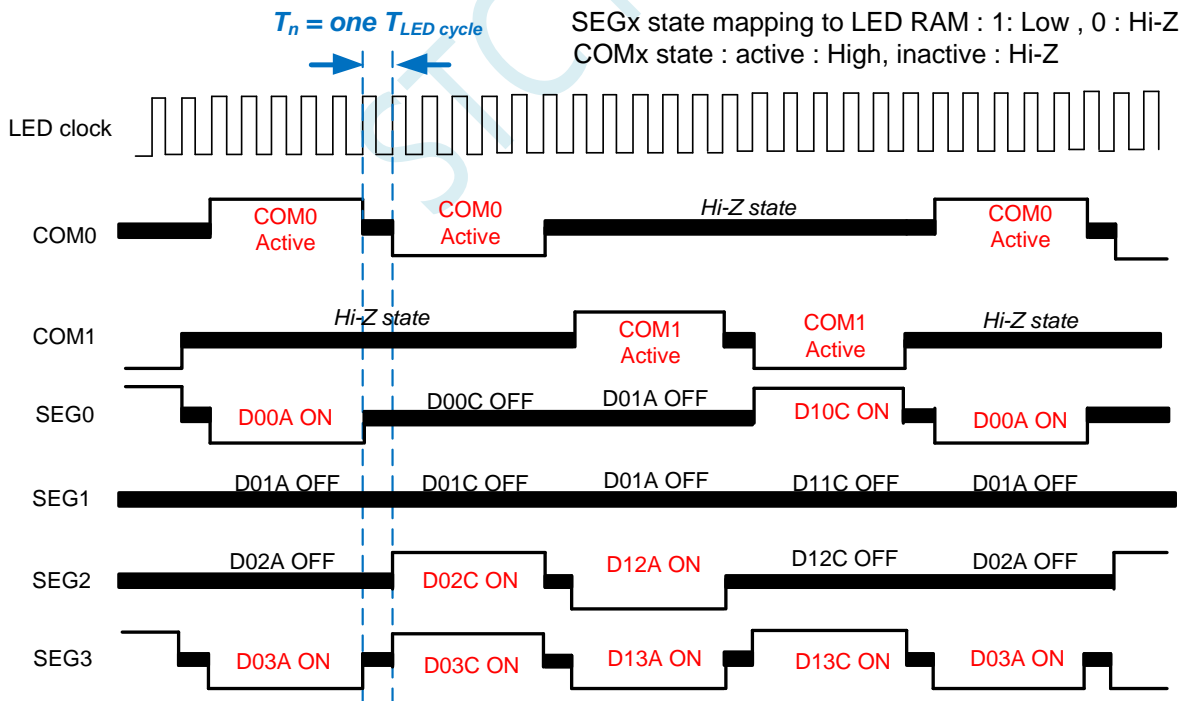 Tn = one TLED cycle
SEGx state mapping to LED RAM : 1: Low , 0 : Hi-Z
COMx state : active : High, inactive : Hi-Z
LED clock
COM0
COM0 Active
COM0 Active
Hi-Z state
COM0 Active
COM1
Hi-Z state
COM1 Active
COM1 Active
Hi-Z state
SEG0
D00A ON
D00C OFF
D01A OFF
D10C ON
D00A ON
SEG1
D01A OFF
D01C OFF
D01A OFF
D11C OFF
D01A OFF
SEG2
D02A OFF
D02C ON
D12A ON
D12C OFF
D02A OFF
SEG3
D03A ON
D03C ON
D13A ON
D13C ON
D03A ON